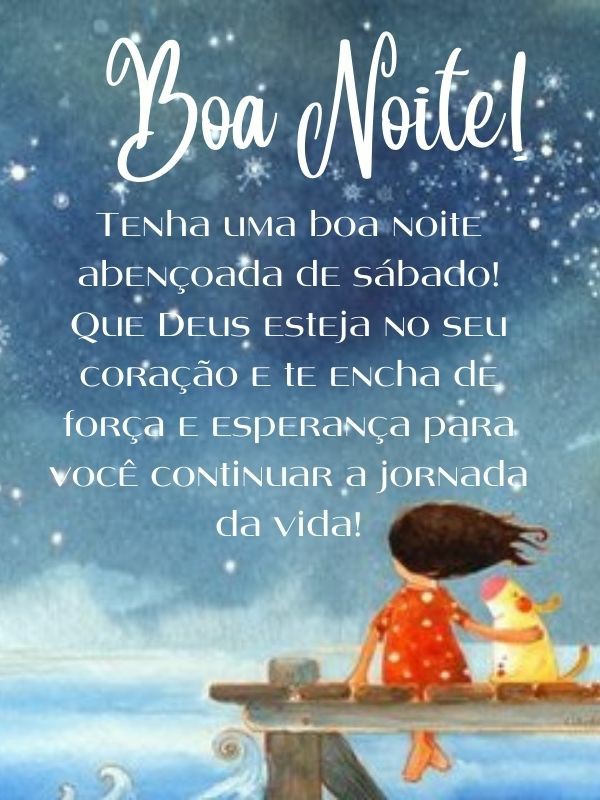 Boa Noite!
Tenha uma boa noite
abençoada de sábado!
Que Deus esteja no seu
coração e te encha de
força e esperança para
você continuar a jornada
da vida!